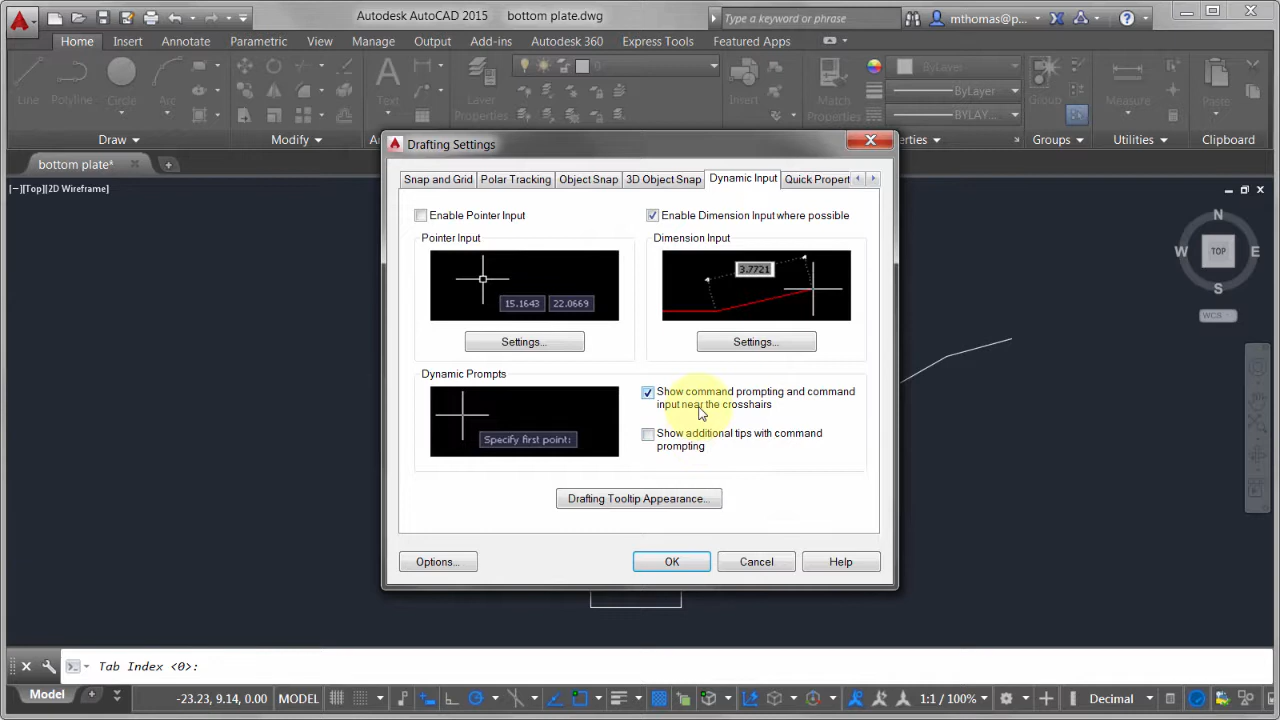 Autodesk AutoCAD 2015 bottom plate.dwg
Type a keyword or phrase
mthomas@p...
Home Insert Annotate Parametric View Manage Output Add-ins Autodesk 360 Express Tools Featured Apps
Line Polyline Circle Arc
Text
Layer
Properties
0
Insert
Match
Properties
ByLayer
ByLayer
BYLAY...
Group
Measure
Paste
Draw Modify erties Groups Utilities Clipboard
bottom plate*
[−][Top][2D Wireframe]
Drafting Settings
Snap and Grid Polar Tracking Object Snap 3D Object Snap Dynamic Input Quick Propert
Enable Pointer Input
Enable Dimension Input where possible
Pointer Input
Dimension Input
15.1643 22.0669
3.7721
Settings...
Settings...
Dynamic Prompts
Specify first point:
Show command prompting and command
input near the crosshairs
Show additional tips with command
prompting
Drafting Tooltip Appearance...
Options... OK Cancel Help
N
W TOP E
S
WCS
Tab Index <0>:
Model
-23.23, 9.14, 0.00 MODEL
1:1 / 100%
Decimal